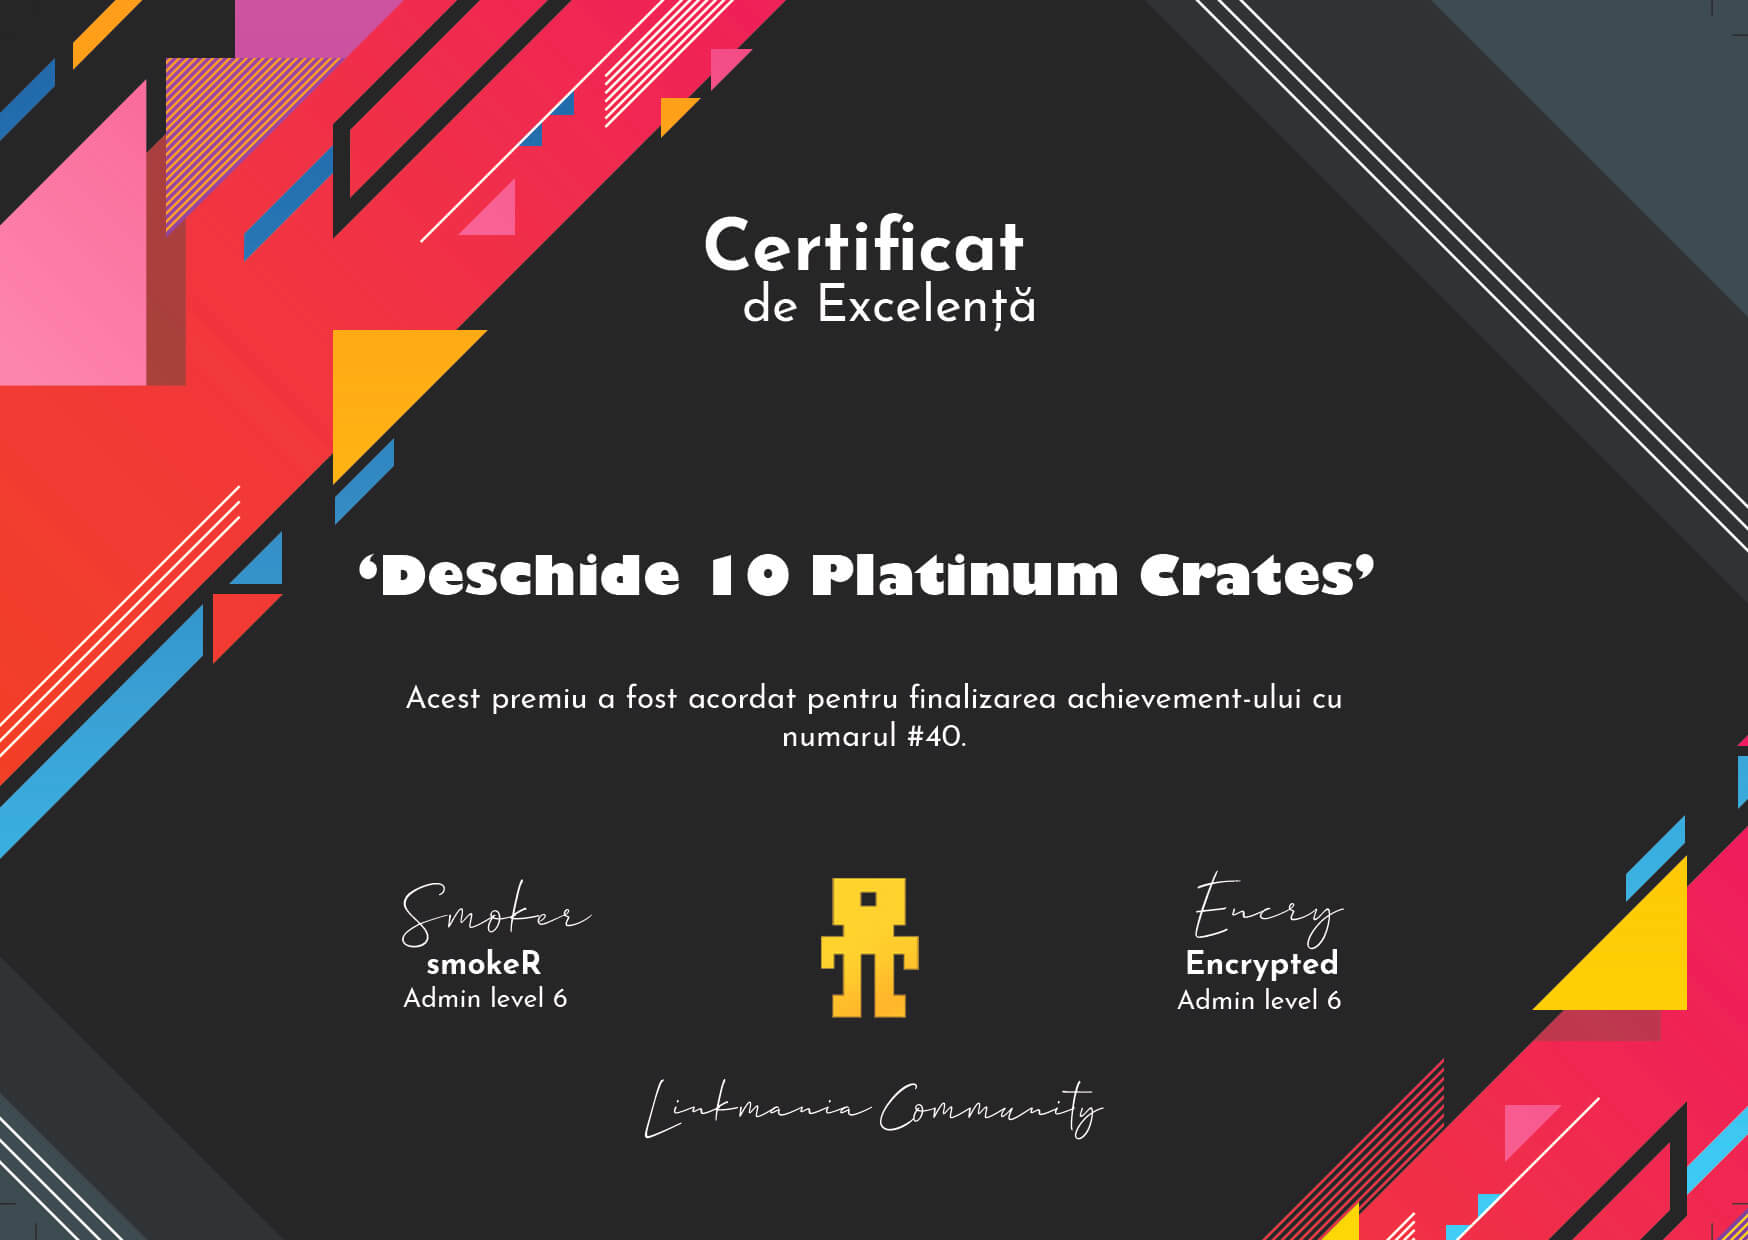 Certificat
de Excelență
‘Deschide 10 Platinum Crates’
Acest premiu a fost acordat pentru finalizarea achievement-ului cu
numarul #40.
Smoker
smokeR
Admin level 6
Encry
Encrypted
Admin level 6
Linkmania Community